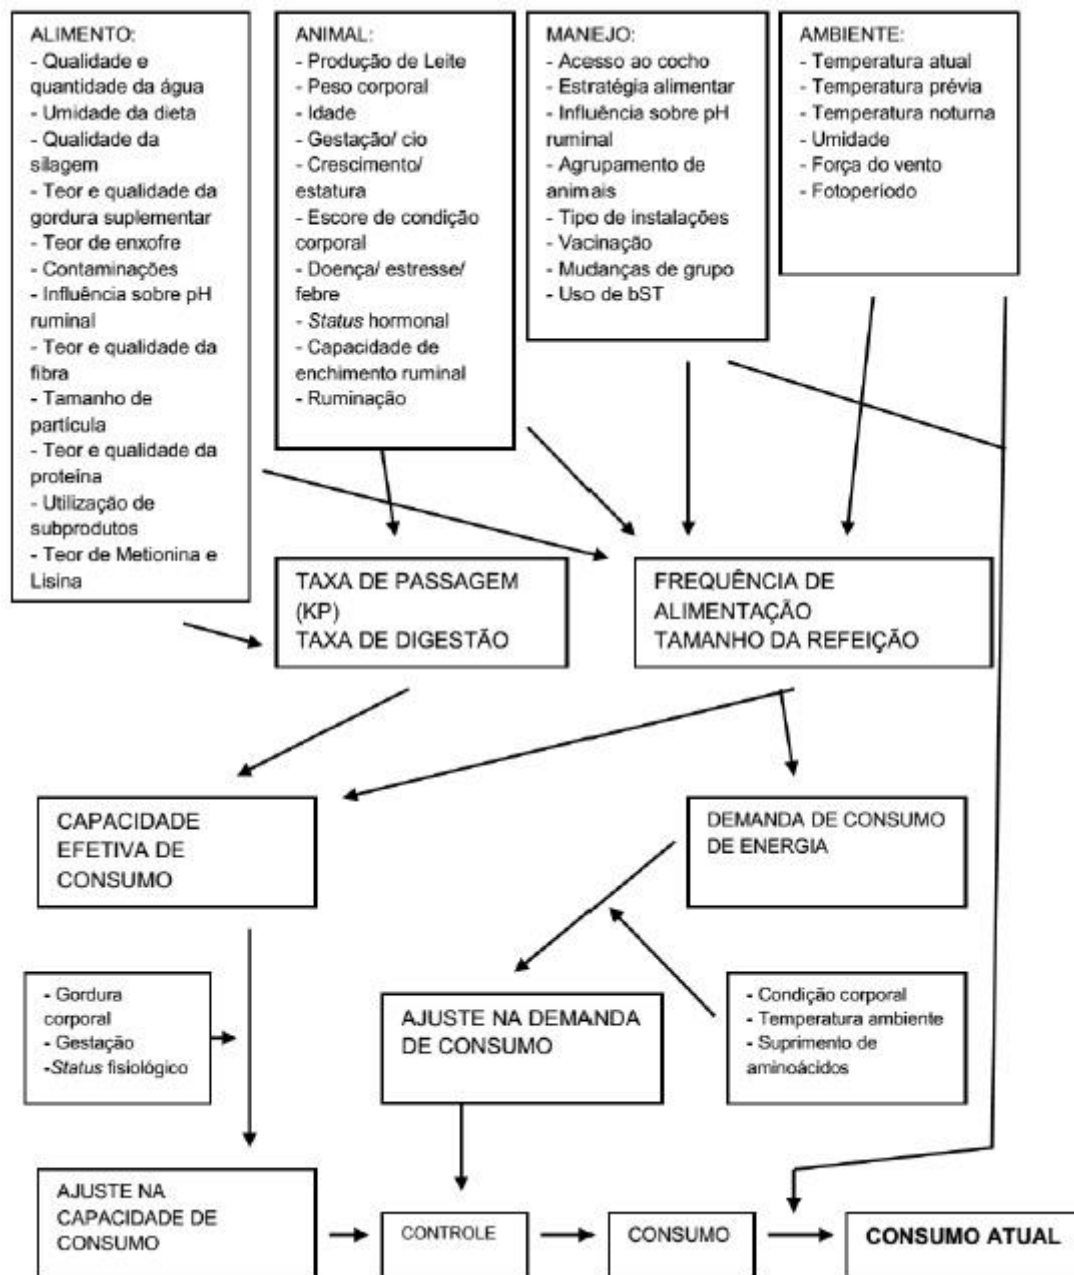 ALIMENTO:
- Qualidade e
quantidade da água
- Umidade da dieta
- Qualidade da
silagem
- Teor e qualidade da
gordura suplementar
- Teor de enxofre
- Contaminações
- Influência sobre pH
ruminal
- Teor e qualidade da
fibra
- Tamanho de
partícula
- Teor e qualidade da
proteína
- Utilização de
subprodutos
- Teor de Metionina e
Lisina
ANIMAL:
- Produção de Leite
- Peso corporal
- Idade
- Gestação/ cio
- Crescimento/
estatura
- Escore de condição
corporal
- Doença/ estresse/
febre
- Status hormonal
- Capacidade de
enchimento ruminal
- Ruminação
MANEJO:
- Acesso ao cocho
- Estratégia alimentar
- Influência sobre pH
ruminal
- Agrupamento de
animais
- Tipo de instalações
- Vacinação
- Mudanças de grupo
- Uso de bST
AMBIENTE:
- Temperatura atual
- Temperatura prévia
- Temperatura noturna
- Umidade
- Força do vento
- Fotoperíodo
TAXA DE PASSAGEM
(KP)
TAXA DE DIGESTÃO
FREQUÊNCIA DE
ALIMENTAÇÃO
TAMANHO DA REFEIÇÃO
CAPACIDADE
EFETIVA DE
CONSUMO
DEMANDA DE CONSUMO
DE ENERGIA
- Gordura
corporal
- Gestação
-Status fisiológico
AJUSTE NA DEMANDA
DE CONSUMO
- Condição corporal
- Temperatura ambiente
- Suprimento de
aminoácidos
AJUSTE NA
CAPACIDADE DE
CONSUMO
CONTROLE
CONSUMO
CONSUMO ATUAL